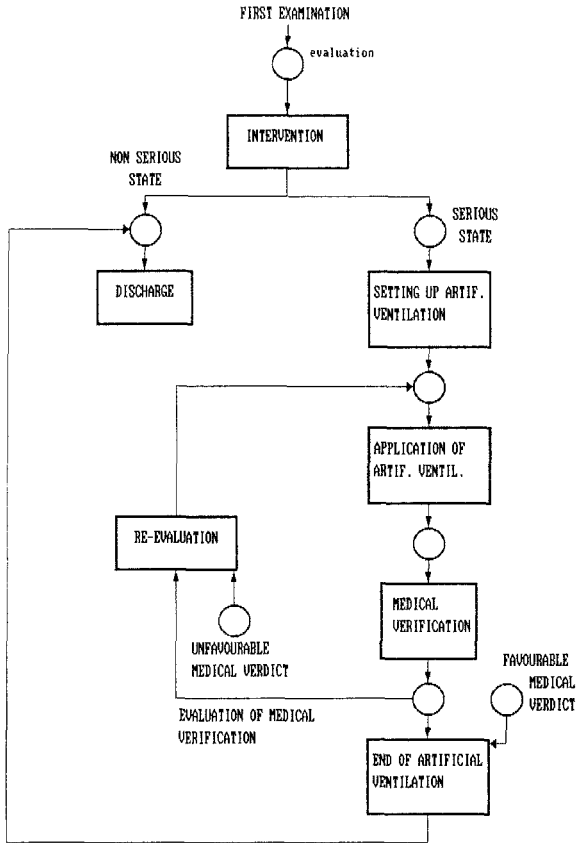 FIRST EXAMINATION
evaluation
INTERVENTION
NON SERIOUS
STATE
SERIOUS
STATE
DISCHARGE
SETTING UP ARTIF.
VENTILATION
APPLICATION OF
ARTIF. VENTIL.
RE-EVALUATION
MEDICAL
VERIFICATION
UNFAVOURABLE
MEDICAL VERDICT
FAVOURABLE
MEDICAL
VERDICT
EVALUATION OF MEDICAL
VERIFICATION
END OF ARTIFICIAL
VENTILATION